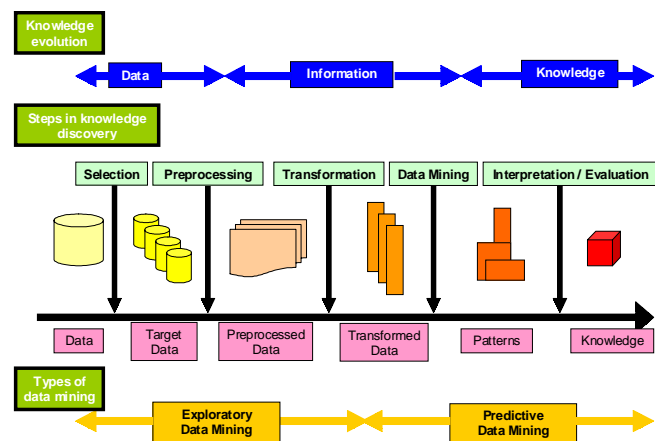 Knowledge
evolution
Data
Information
Knowledge
Steps in knowledge
discovery
Selection
Preprocessing
Transformation
Data Mining
Interpretation / Evaluation
Data
Target
Data
Preprocessed
Data
Transformed
Data
Patterns
Knowledge
Types of
data mining
Exploratory
Data Mining
Predictive
Data Mining